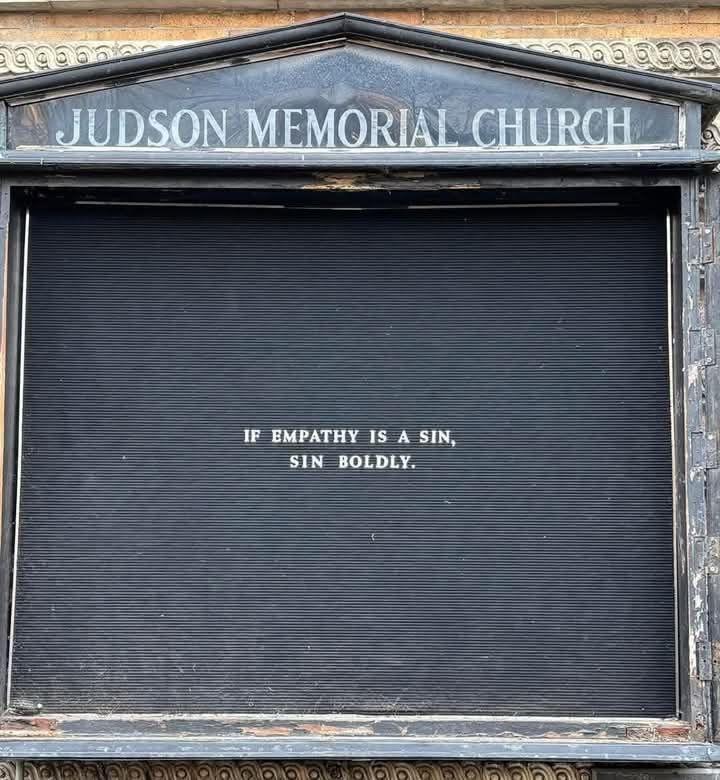 JUDSON MEMORIAL CHURCH
IF EMPATHY IS A SIN,
SIN BOLDLY.